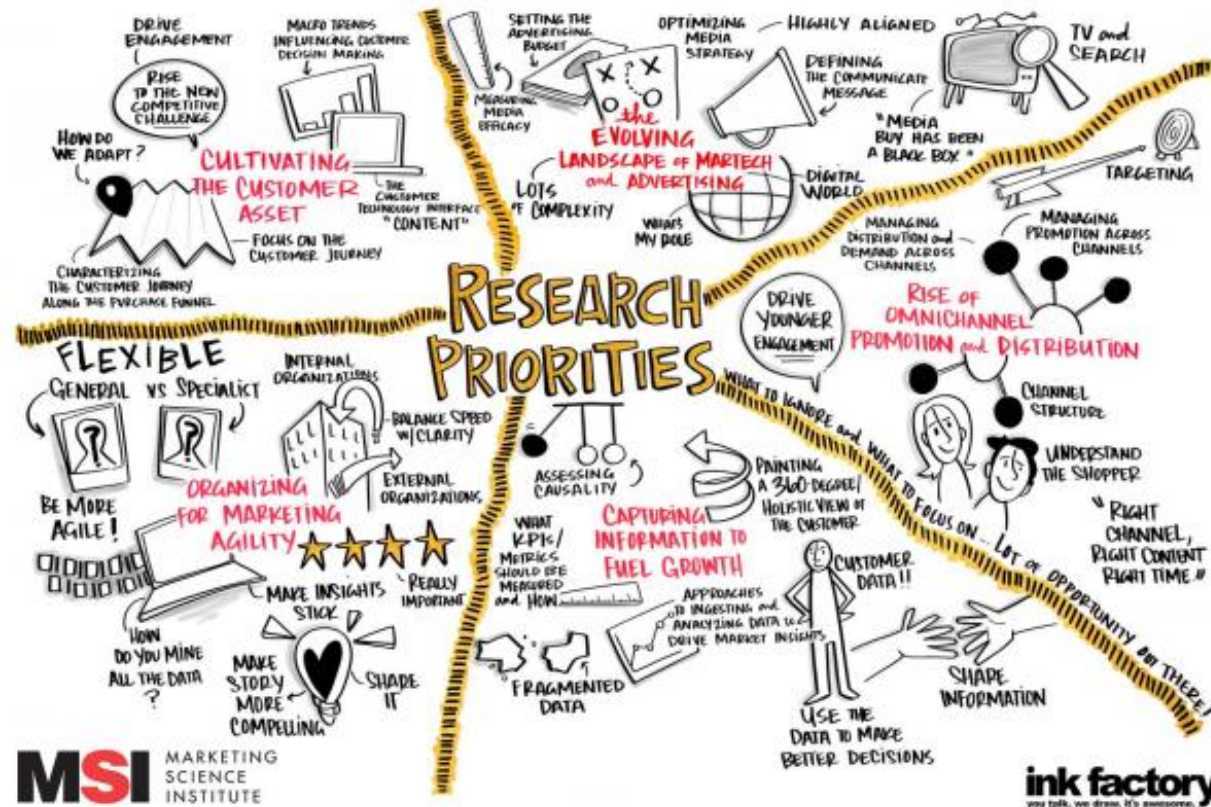 DRIVE
ENGAGEMENT
RISE
TO THE NEW
COMPETITIVE
CHALLENGE
HOW DO
WE ADAPT?
MACRO TRENDS
INFLUENCING CUSTOMER
DECISION MAKING
CULTIVATING
THE CUSTOMER
ASSET
THE
CUSTOMER
TECHNOLOGY INTERFACE
"CONTENT"
FOCUS ON THE
CUSTOMER JOURNEY
CHARACTERIZING
THE CUSTOMER JOURNEY
ALONG THE PURCHASE FUNNEL
SETTING THE
ADVERTISING
BUDGET
MEASURING
MEDIA
EFFICACY
OPTIMIZING
MEDIA
STRATEGY
HIGHLY ALIGNED
DEFINING
THE COMMUNICATE
MESSAGE
TV and
SEARCH
"MEDIA
BUY HAS BEEN
A BLACK BOX"
the
EVOLVING
LANDSCAPE OF MARTECH
and ADVERTISING
LOTS
OF COMPLEXITY
WHATS
MY ROLE
DIGITAL
WORLD
TARGETING
MANAGING
DISTRIBUTION and
DEMAND ACROSS
CHANNELS
MANAGING
PROMOTION ACROSS
CHANNELS
RISE OF
OMNICHANNEL
PROMOTION and DISTRIBUTION
DRIVE
YOUNGER
ENGAGEMENT
CHANNEL
STRUCTURE
UNDERSTAND
THE SHOPPER
"RIGHT
CHANNEL,
RIGHT CONTENT
RIGHT TIME"
RESEARCH
PRIORITIES
WHAT TO IGNORE and WHAT TO FOCUS ON... LOT OF OPPORTUNITY OUT THERE!
FLEXIBLE
GENERAL VS SPECIALIST
INTERNAL
ORGANIZATIONS
BALANCE SPEED
W/CLARITY
EXTERNAL
ORGANIZATIONS
BE MORE
AGILE!
ORGANIZING
FOR MARKETING
AGILITY
REALLY
IMPORTANT
MAKE INSIGHTS
STICK
HOW
DO YOU MINE
ALL THE DATA
?
MAKE
STORY
MORE
COMPELLING
SHARE
IT
ASSESSING
CAUSALITY
PAINTING
A 360-DEGREE/
HOLISTIC VIEW OF
THE CUSTOMER
WHAT
KPIs/
METRICS
SHOULD BE
MEASURED
and HOW
CAPTURING
INFORMATION TO
FUEL GROWTH
APPROACHES
TO INGESTING and
ANALYZING DATA to
DRIVE MARKET INSIGHTS
FRAGMENTED
DATA
CUSTOMER
DATA!!
SHARE
INFORMATION
USE THE
DATA TO MAKE
BETTER DECISIONS
MSI MARKETING
SCIENCE
INSTITUTE
ink factory
you talk. we draw. it's awesome.